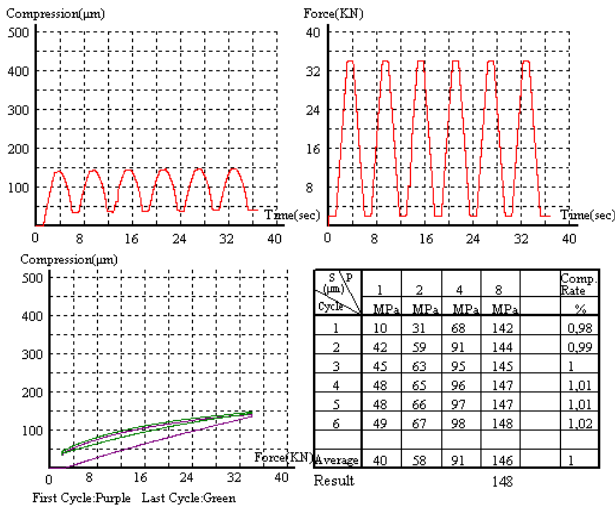 Compression(μm)
500
400
300
200
100
0 8 16 24 32 40
Time(sec)
Force(KN)
40
32
24
16
8
0 8 16 24 32 40
Time(sec)
Compression(μm)
500
400
300
200
100
0 8 16 24 32 40
Force(KN)
First Cycle:Purple Last Cycle:Green
S (μm) P 1 2 4 8 Comp. Rate
Cycle MPa MPa MPa MPa %
1 10 31 68 142 0,98
2 42 59 91 144 0,99
3 45 63 95 145 1
4 48 65 96 147 1,01
5 48 66 97 147 1,01
6 49 67 98 148 1,02
Average 40 58 91 146 1
Result 148